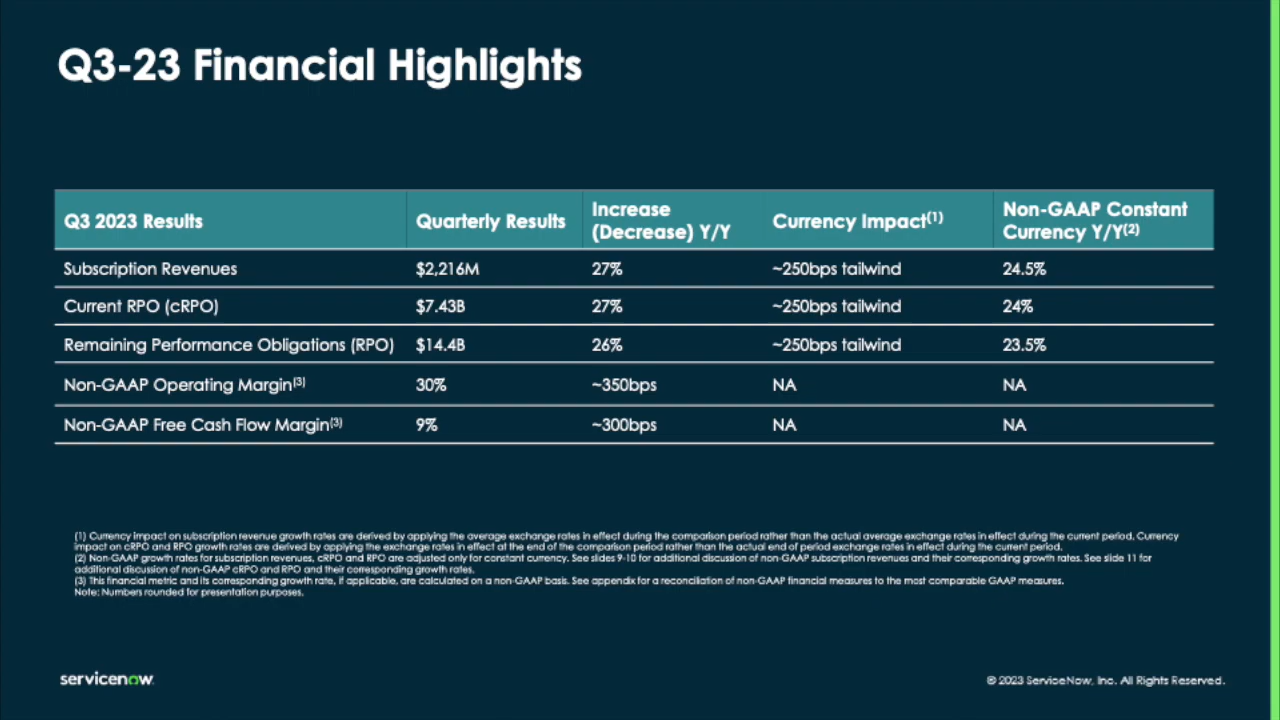 Q3-23 Financial Highlights
Q3 2023 Results Quarterly Results Increase (Decrease) Y/Y Currency Impact(1) Non-GAAP Constant Currency Y/Y(2)
Subscription Revenues $2,216M 27% ~250bps tailwind 24.5%
Current RPO (cRPO) $7.43B 27% ~250bps tailwind 24%
Remaining Performance Obligations (RPO) $14.4B 26% ~250bps tailwind 23.5%
Non-GAAP Operating Margin(3) 30% ~350bps NA NA
Non-GAAP Free Cash Flow Margin(3) 9% ~300bps NA NA
(1) Currency impact on subscription revenue growth rates are derived by applying the average exchange rates in effect during the comparison period rather than the actual average exchange rates in effect during the current period. Currency
impact on cRPO and RPO growth rates are derived by applying the exchange rates in effect at the end of the comparison period rather than the actual end of period exchange rates in effect during the current period.
(2) Non-GAAP growth rates for subscription revenues, cRPO and RPO are adjusted only for constant currency. See slides 9-10 for additional discussion of non-GAAP subscription revenues and their corresponding growth rates. See slide 11 for
additional discussion of non-GAAP cRPO and RPO and their corresponding growth rates.
(3) This financial metric and its corresponding growth rate, if applicable, are calculated on a non-GAAP basis. See appendix for a reconciliation of non-GAAP financial measures to the most comparable GAAP measures.
Note: Numbers rounded for presentation purposes.
servicenow
© 2023 ServiceNow, Inc. All Rights Reserved.